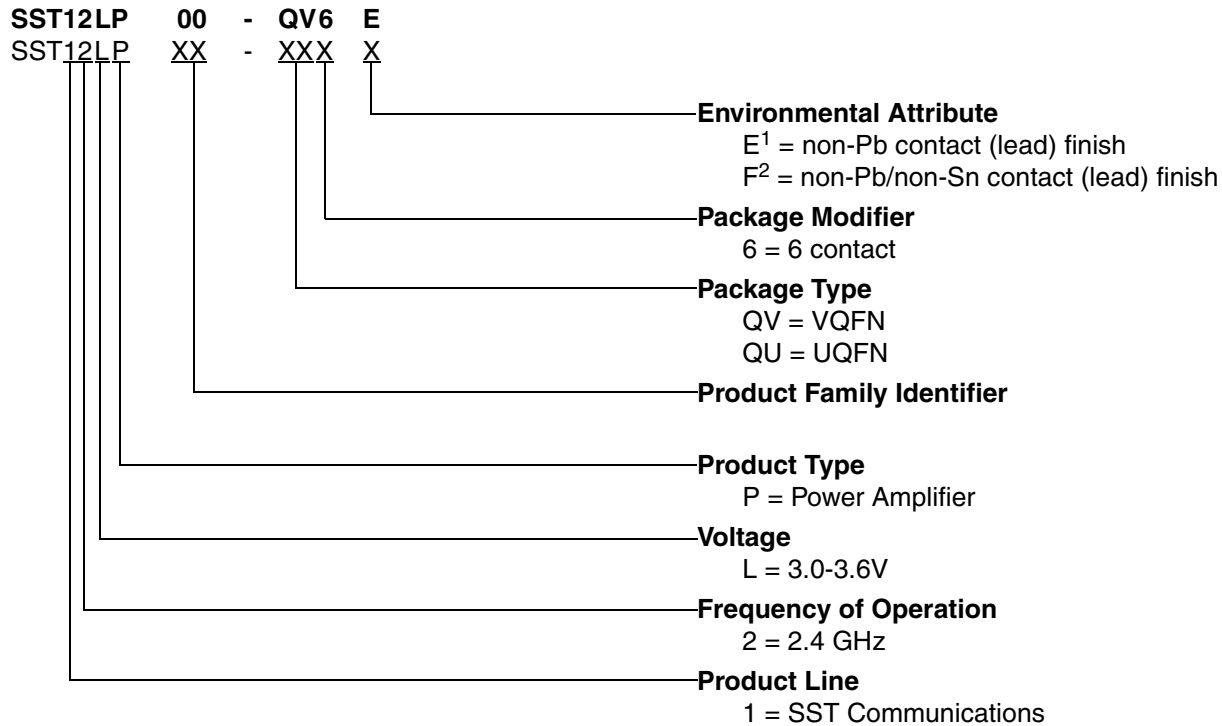 SST12LP 00 - QV6 E
SST12LP XX - XXX X
Environmental Attribute
E1 = non-Pb contact (lead) finish
F2 = non-Pb/non-Sn contact (lead) finish
Package Modifier
6 = 6 contact
Package Type
QV = VQFN
QU = UQFN
Product Family Identifier
Product Type
P = Power Amplifier
Voltage
L = 3.0-3.6V
Frequency of Operation
2 = 2.4 GHz
Product Line
1 = SST Communications